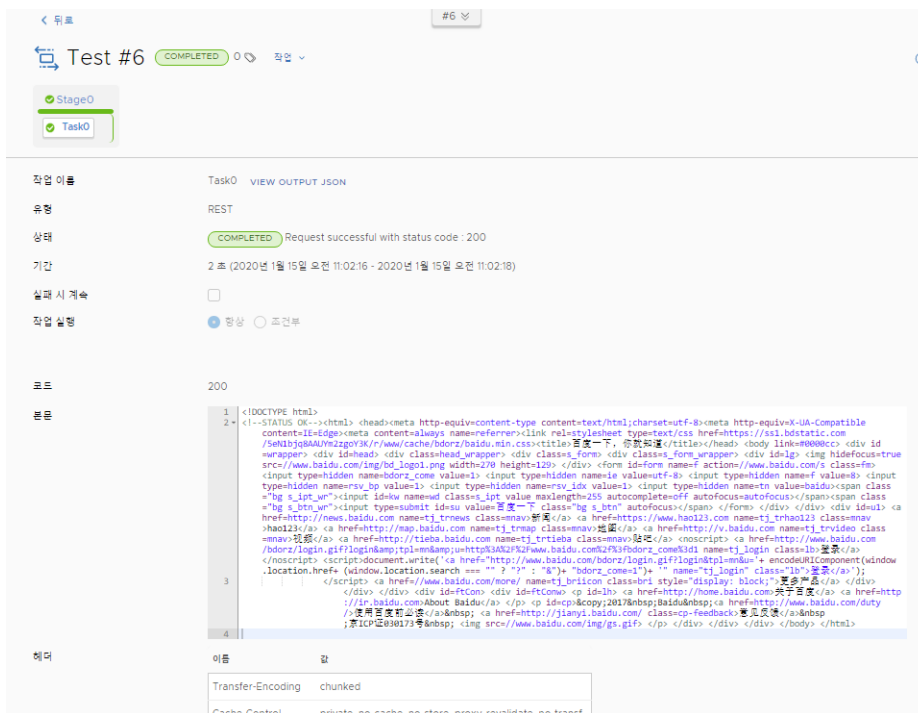 뒤로
#6
Test #6 COMPLETED 0 작업
Stage0
Task0
작업 이름 Task0 VIEW OUTPUT JSON
유형 REST
상태 COMPLETED Request successful with status code : 200
기간 2 초 (2020년 1월 15일 오전 11:02:16 - 2020년 1월 15일 오전 11:02:18)
실패 시 계속
작업 실행 항상 조건부
코드 200
본문
1 <!DOCTYPE html>
2 <!--STATUS OK--><html> <head><meta http-equiv=content-type content=text/html;charset=utf-8><meta http-equiv=X-UA-Compatible
content=IE=Edge><meta content=always name=referrer><link rel=stylesheet type=text/css href=https://ss1.bdstatic.com
/5eN1bjq8AAUYm2zgoY3K/r/www/cache/bdorz/baidu.min.css><title>百度一下，你就知道</title></head> <body link=#0000cc> <div id
=wrapper> <div id=head> <div class=head_wrapper> <div class=s_form> <div class=s_form_wrapper> <div id=lg> <img hidefocus=true
src=//www.baidu.com/img/bd_logo1.png width=270 height=129> </div> <form id=form name=f action=//www.baidu.com/s class=fm>
<input type=hidden name=bdorz_come value=1> <input type=hidden name=ie value=utf-8> <input type=hidden name=f value=8> <input
type=hidden name=rsv_bp value=1> <input type=hidden name=rsv_idx value=1> <input type=hidden name=tn value=baidu><span class
="bg s_ipt_wr"><input id=kw name=wd class=s_ipt value maxlength=255 autocomplete=off autofocus=autofocus></span><span class
="bg s_btn_wr"><input type=submit id=su value=百度一下 class="bg s_btn" autofocus></span> </form> </div> </div> <div id=u1> <a
href=http://news.baidu.com name=tj_trnews class=mnav>新闻</a> <a href=https://www.hao123.com name=tj_trhao123 class=mnav
>hao123</a> <a href=http://map.baidu.com name=tj_trmap class=mnav>地图</a> <a href=http://v.baidu.com name=tj_trvideo class
=mnav>视频</a> <a href=http://tieba.baidu.com name=tj_trtieba class=mnav>贴吧</a> <noscript> <a href=http://www.baidu.com
/bdorz/login.gif?login&amp;tpl=mn&amp;u=http%3A%2F%2Fwww.baidu.com%2f%3fbdorz_come%3d1 name=tj_login class=lb>登录</a>
</noscript> <script>document.write('<a href="http://www.baidu.com/bdorz/login.gif?login&tpl=mn&u='+ encodeURIComponent(window
.location.href+ (window.location.search === "" ? "?" : "&")+ "bdorz_come=1")+ '" name="tj_login" class="lb">登录</a>');
3 </script> <a href=//www.baidu.com/more/ name=tj_briicon class=bri style="display: block;">更多产品</a> </div>
</div> </div> <div id=ftCon> <div id=ftConw> <p id=lh> <a href=http://home.baidu.com>关于百度</a> <a href=http
://ir.baidu.com>About Baidu</a> </p> <p id=cp>&copy;2017&nbsp;Baidu&nbsp;<a href=http://www.baidu.com/duty
/>使用百度前必读</a>&nbsp; <a href=http://jianyi.baidu.com/ class=cp-feedback>意见反馈</a>&nbsp
;京ICP证030173号&nbsp; <img src=//www.baidu.com/img/gs.gif> </p> </div> </div> </div> </body> </html>
4
헤더 이름 값
Transfer-Encoding chunked
Cache-Control private, no-cache, no-store, proxy-revalidate, no-transf